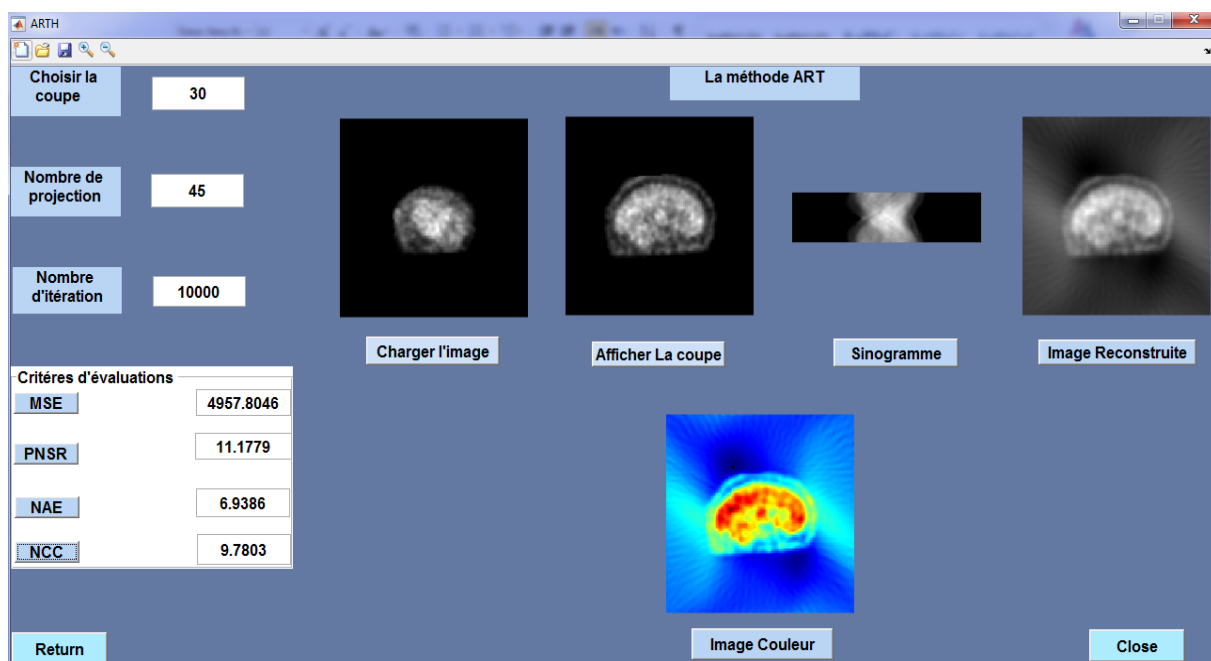 ARTH
Choisir la
coupe
30
La méthode ART
Nombre de
projection
45
Nombre
d'itération
10000
Charger l'image
Afficher La coupe
Sinogramme
Image Reconstruite
Critéres d'évaluations
MSE
4957.8046
PNSR
11.1779
NAE
6.9386
NCC
9.7803
Image Couleur
Return
Close